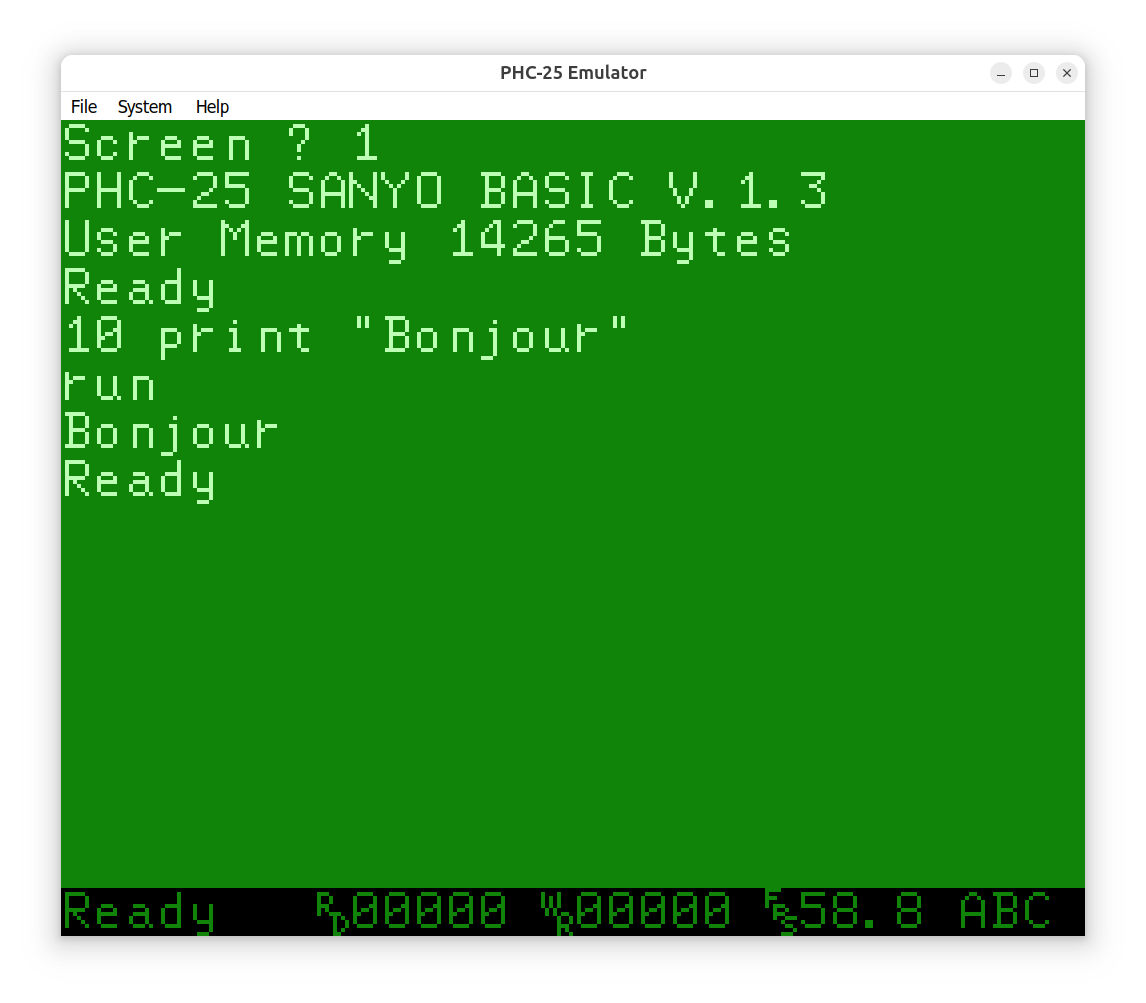 PHC-25 Emulator
File System Help
Screen ? 1
PHC-25 SANYO BASIC V.1.3
User Memory 14265 Bytes
Ready
10 print "Bonjour"
run
Bonjour
Ready
Ready RD00000 WR00000 FPS58.8 ABC